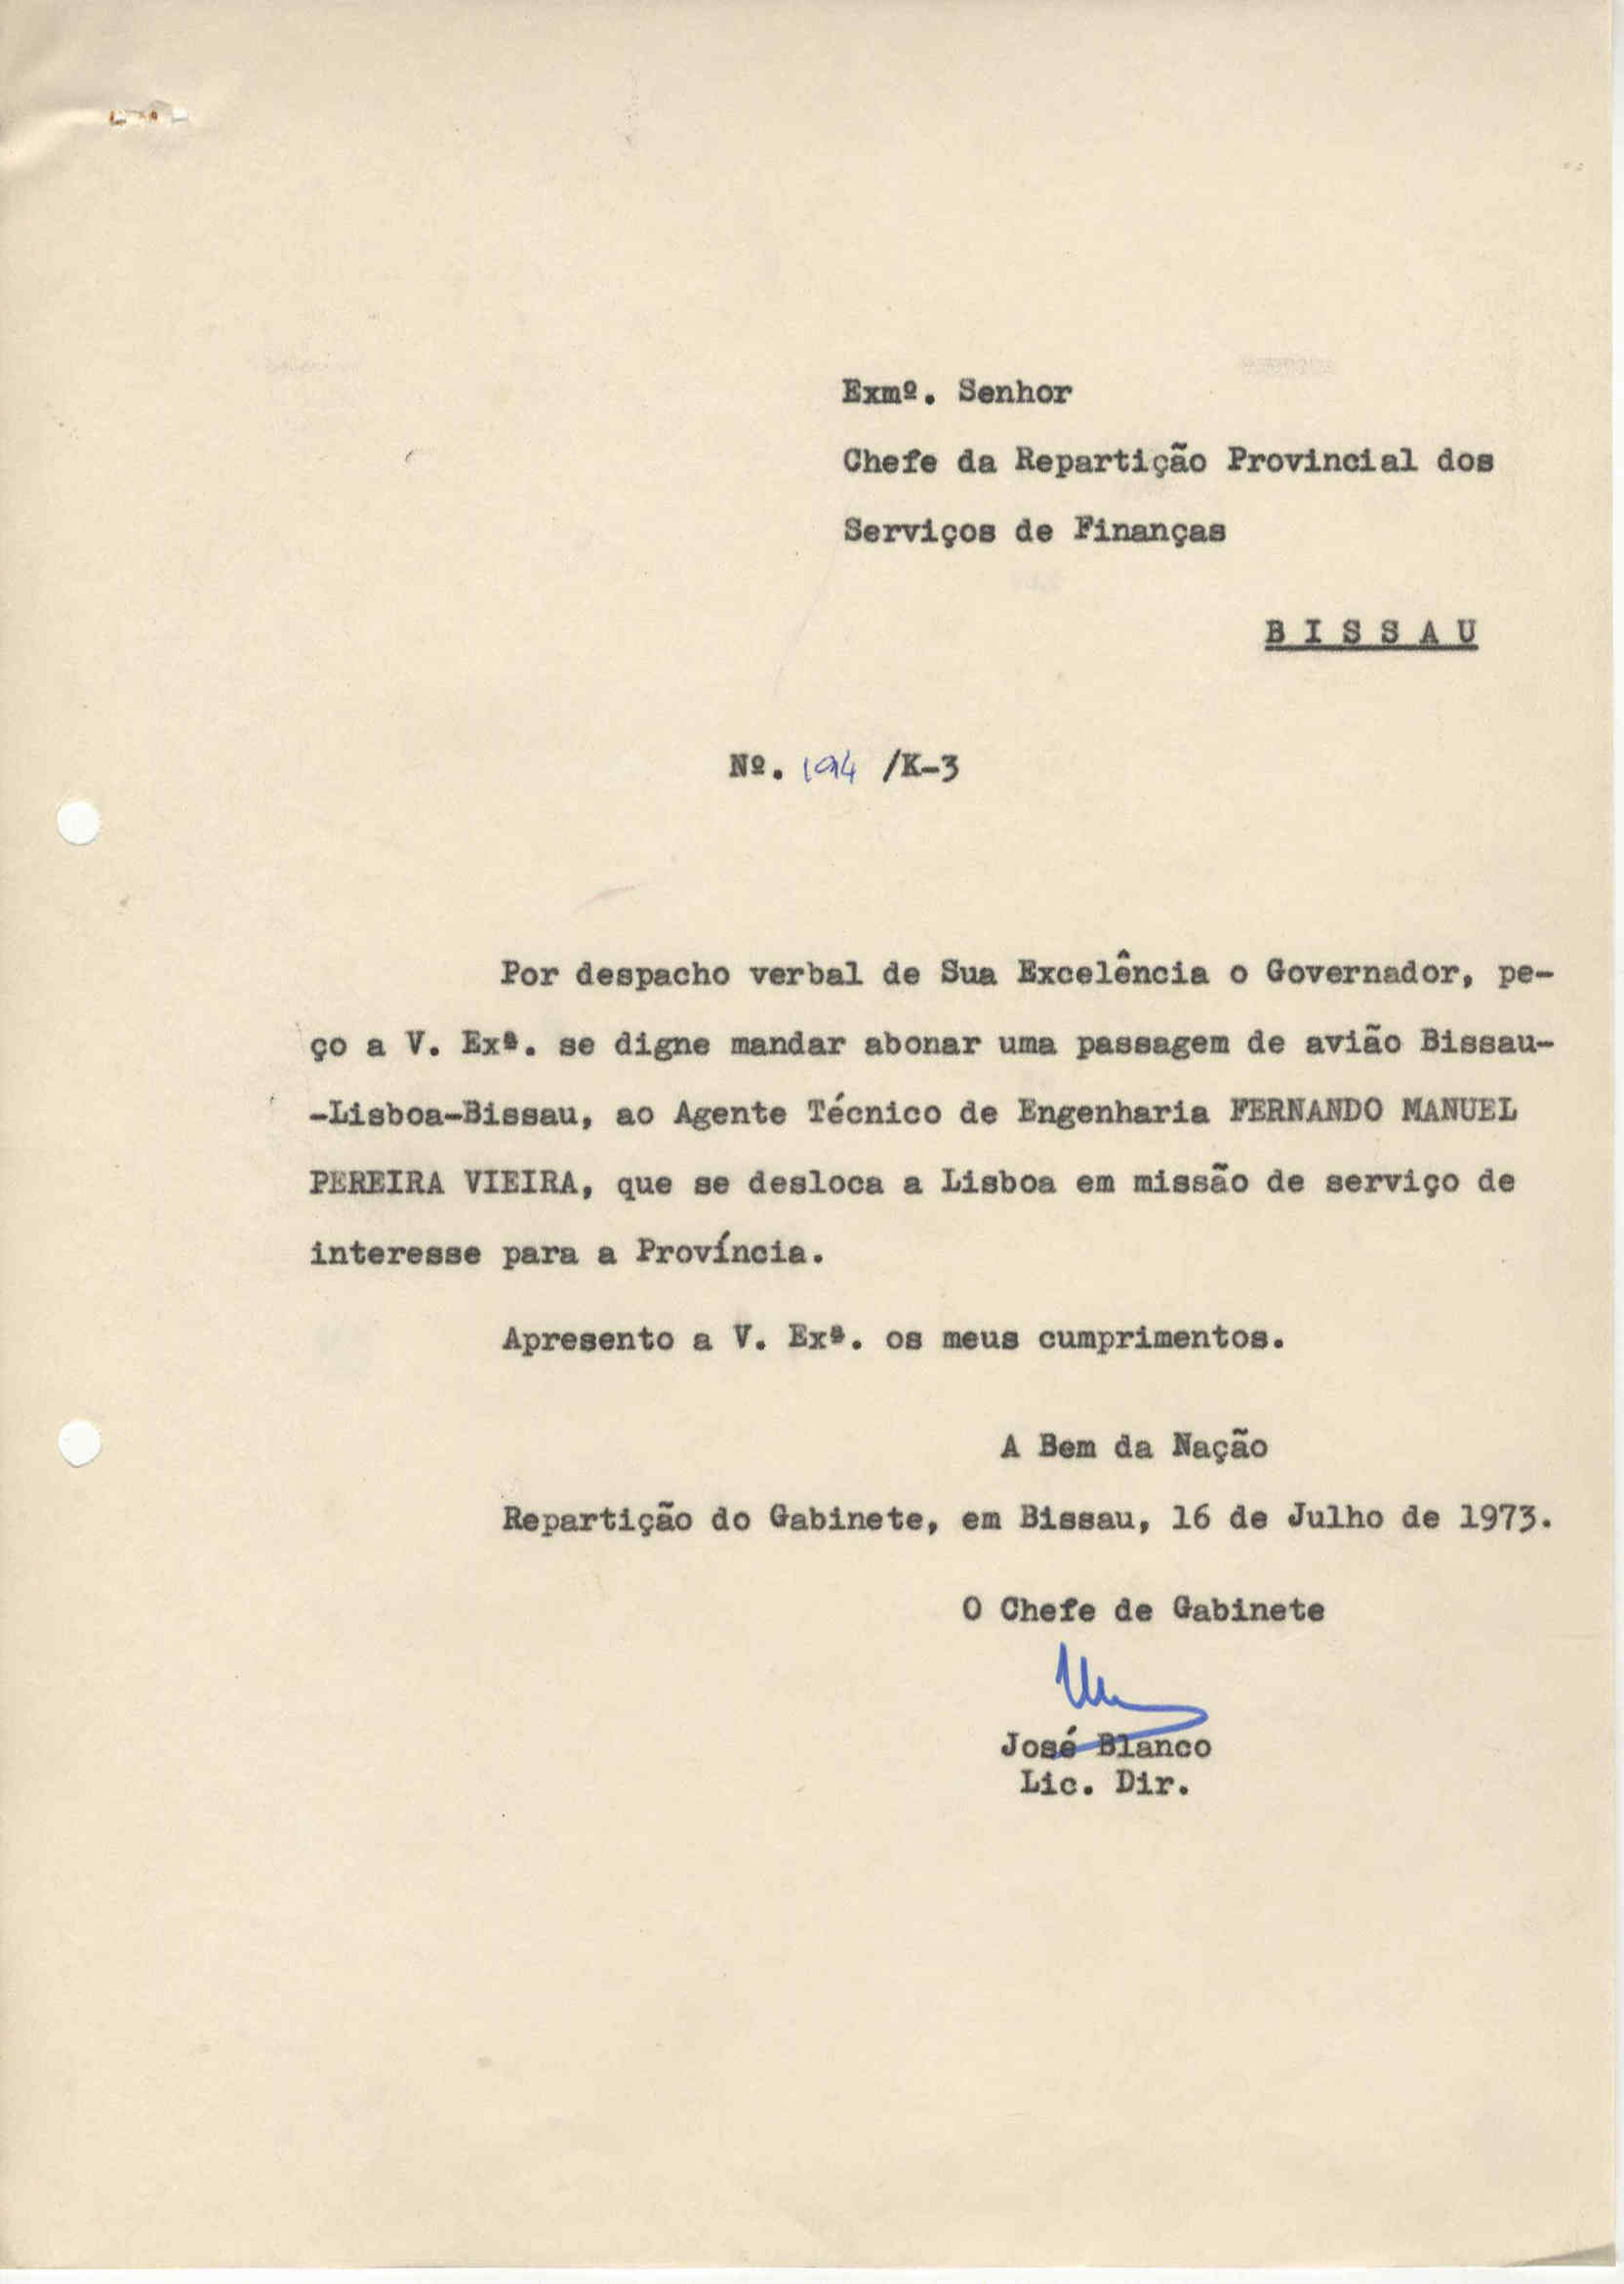 Exmº. Senhor
Chefe da Repartição Provincial dos
Serviços de Finanças
B I S S A U
Nº. 194 /K-3
Por despacho verbal de Sua Excelência o Governador, pe-
ço a V. Exª. se digne mandar abonar uma passagem de avião Bissau-
-Lisboa-Bissau, ao Agente Técnico de Engenharia FERNANDO MANUEL
PEREIRA VIEIRA, que se desloca a Lisboa em missão de serviço de
interesse para a Província.
Apresento a V. Exª. os meus cumprimentos.
A Bem da Nação
Repartição do Gabinete, em Bissau, 16 de Julho de 1973.
O Chefe de Gabinete
José Blanco
Lic. Dir.